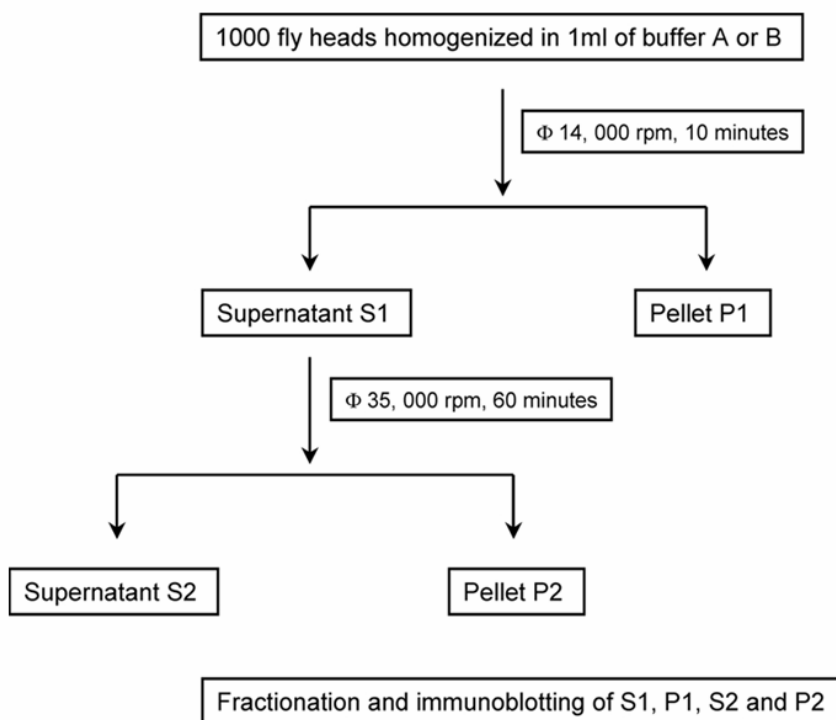 1000 fly heads homogenized in 1ml of buffer A or B
Φ 14, 000 rpm, 10 minutes
Supernatant S1
Pellet P1
Φ 35, 000 rpm, 60 minutes
Supernatant S2
Pellet P2
Fractionation and immunoblotting of S1, P1, S2 and P2